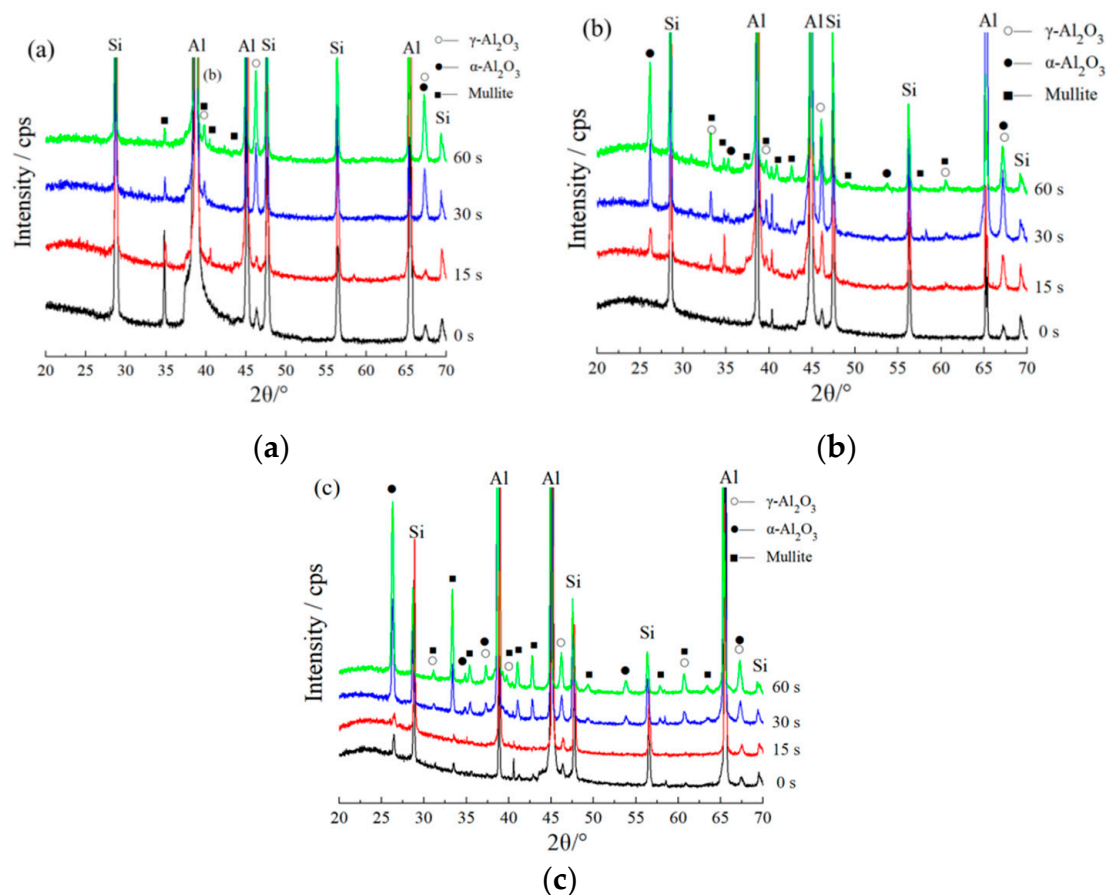 (a)
Si
Al
(b)
Al
Si
Si
Al
Si
γ-Al2O3
α-Al2O3
Mullite
60 s
30 s
15 s
0 s
Intensity / cps
20 25 30 35 40 45 50 55 60 65 70
2θ/°
(a)
(b)
Si
Al
Al
Si
Si
Al
Si
γ-Al2O3
α-Al2O3
Mullite
60 s
30 s
15 s
0 s
Intensity / cps
20 25 30 35 40 45 50 55 60 65 70
2θ/°
(b)
(c)
Si
Al
Al
Si
Si
Al
Si
γ-Al2O3
α-Al2O3
Mullite
60 s
30 s
15 s
0 s
Intensity / cps
20 25 30 35 40 45 50 55 60 65 70
2θ/°
(c)